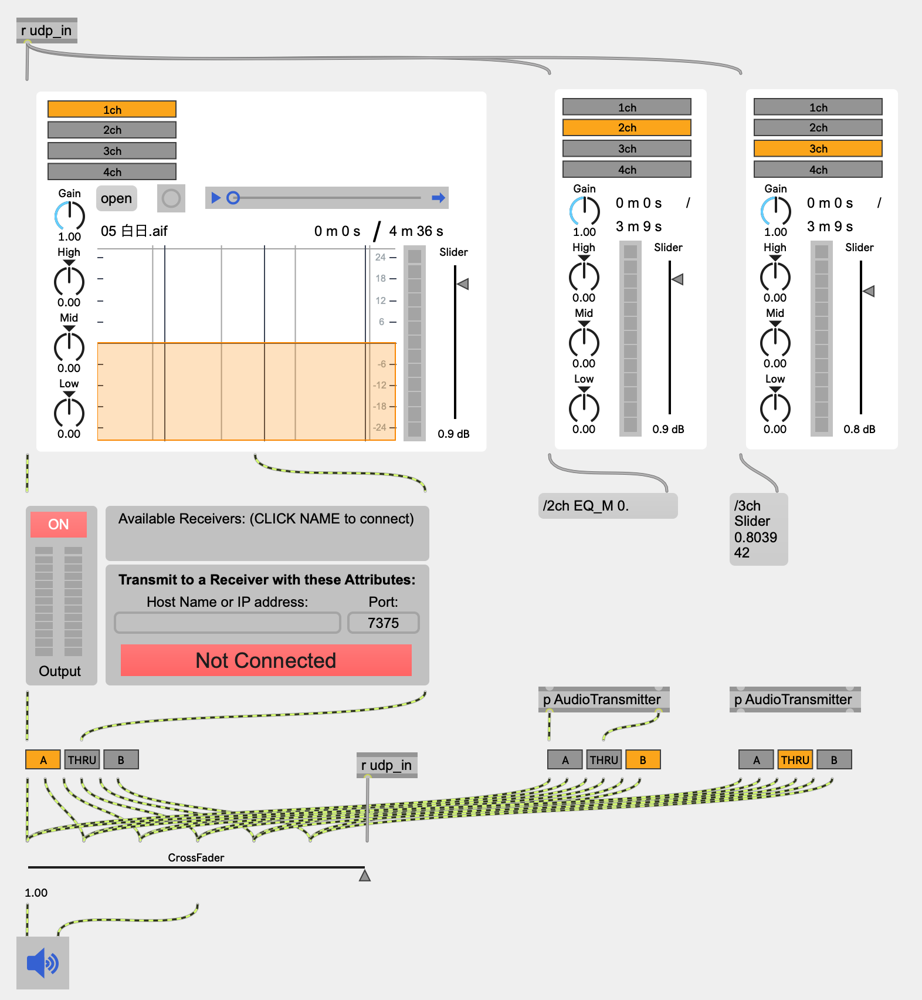 r udp_in
1ch
2ch
3ch
4ch
Gain
1.00
High
0.00
Mid
0.00
Low
0.00
open
05 白日.aif
0 m 0 s / 4 m 36 s
24
18
12
6
-6
-12
-18
-24
Slider
0.9 dB
1ch
2ch
3ch
4ch
Gain
1.00
0 m 0 s /
3 m 9 s
High
0.00
Mid
0.00
Low
0.00
Slider
0.9 dB
1ch
2ch
3ch
4ch
Gain
1.00
0 m 0 s /
3 m 9 s
High
0.00
Mid
0.00
Low
0.00
Slider
0.8 dB
/2ch EQ_M 0.
/3ch
Slider
0.8039
42
ON
Output
Available Receivers: (CLICK NAME to connect)
Transmit to a Receiver with these Attributes:
Host Name or IP address: Port:
7375
Not Connected
p AudioTransmitter
p AudioTransmitter
A THRU B
r udp_in
A THRU B
A THRU B
CrossFader
1.00